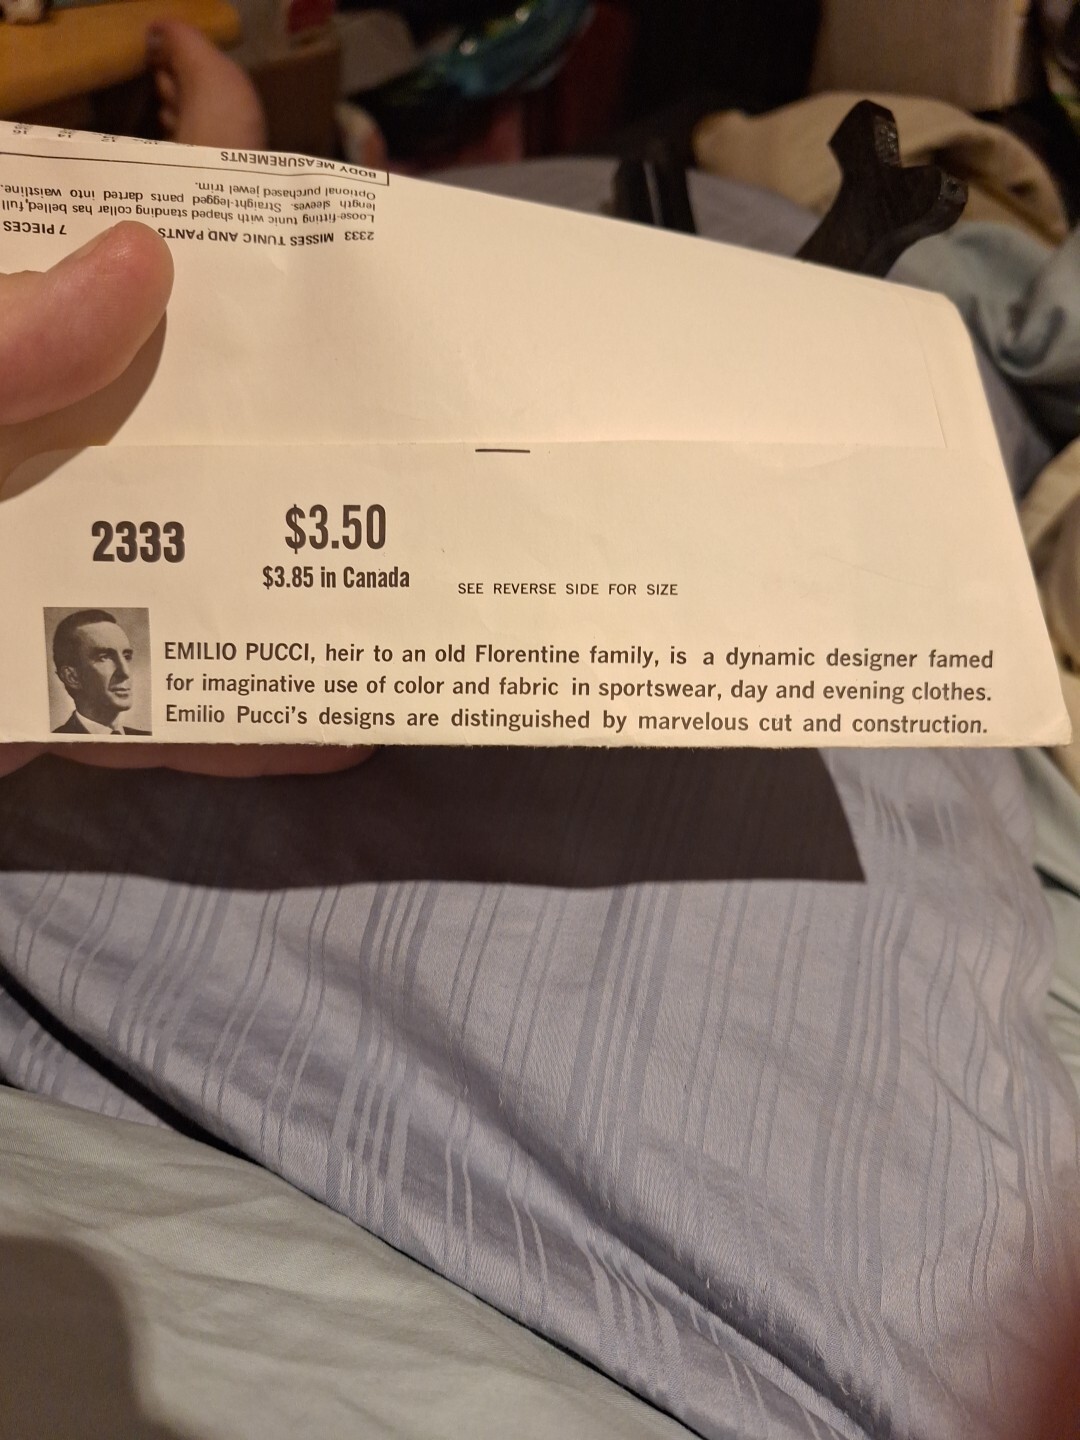 2333
$3.50
$3.85 in Canada
SEE REVERSE SIDE FOR SIZE
EMILIO PUCCI, heir to an old Florentine family, is a dynamic designer famed
for imaginative use of color and fabric in sportswear, day and evening clothes.
Emilio Pucci's designs are distinguished by marvelous cut and construction.
2333 MISSES TUNIC AND PANTS 7 PIECES
Loose-fitting tunic with shaped standing collar has belled, full
length sleeves. Straight-legged pants darted into waistline.
Optional purchased jewel trim.
BODY MEASUREMENTS